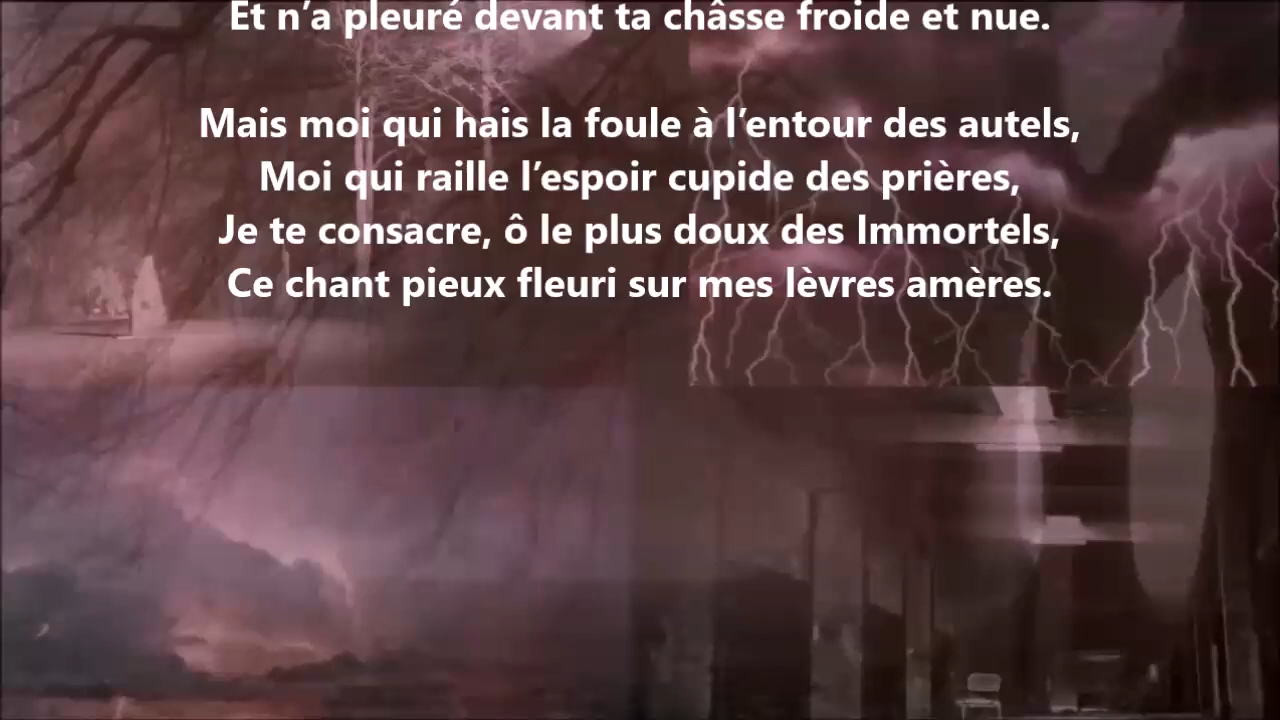 Et n’a pleuré devant ta châsse froide et nue.
Mais moi qui hais la foule à l’entour des autels,
Moi qui raille l’espoir cupide des prières,
Je te consacre, ô le plus doux des Immortels,
Ce chant pieux fleuri sur mes lèvres amères.